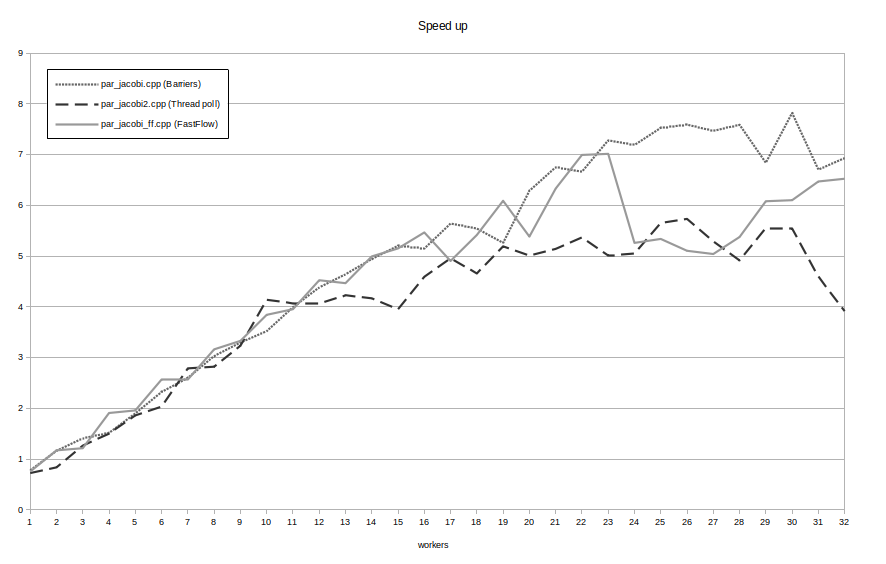 Speed up
9
par_jacobi.cpp (Barriers)
8
par_jacobi2.cpp (Thread poll)
par_jacobi_ff.cpp (FastFlow)
7
6
5
4
3
2
1
0
1 2 3 4 5 6 7 8 9 10 11 12 13 14 15 16 17 18 19 20 21 22 23 24 25 26 27 28 29 30 31 32
workers